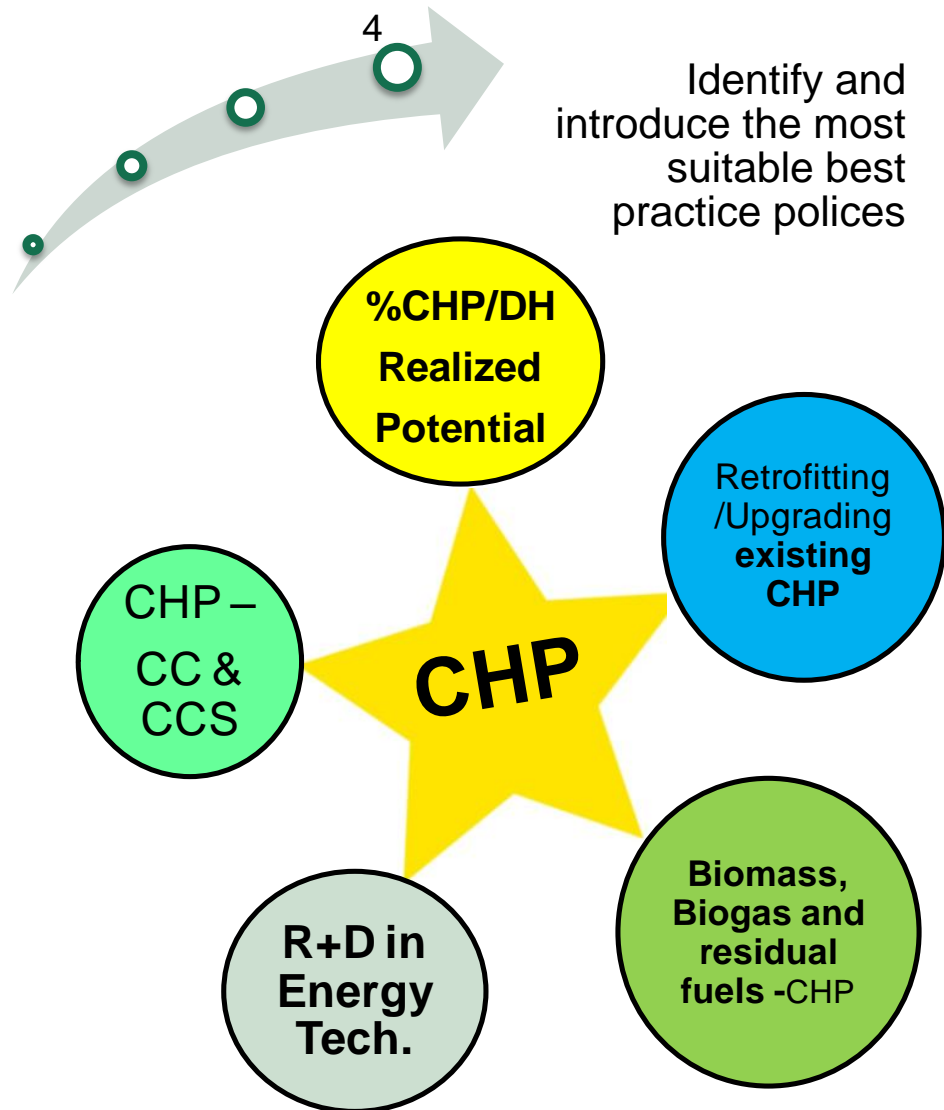 4
Identify and
introduce the most
suitable best
practice polices
%CHP/DH
Realized
Potential
Retrofitting
/Upgrading
existing
CHP
CHP –
CC &
CCS
CHP
Biomass,
Biogas and
residual
fuels -CHP
R+D in
Energy
Tech.